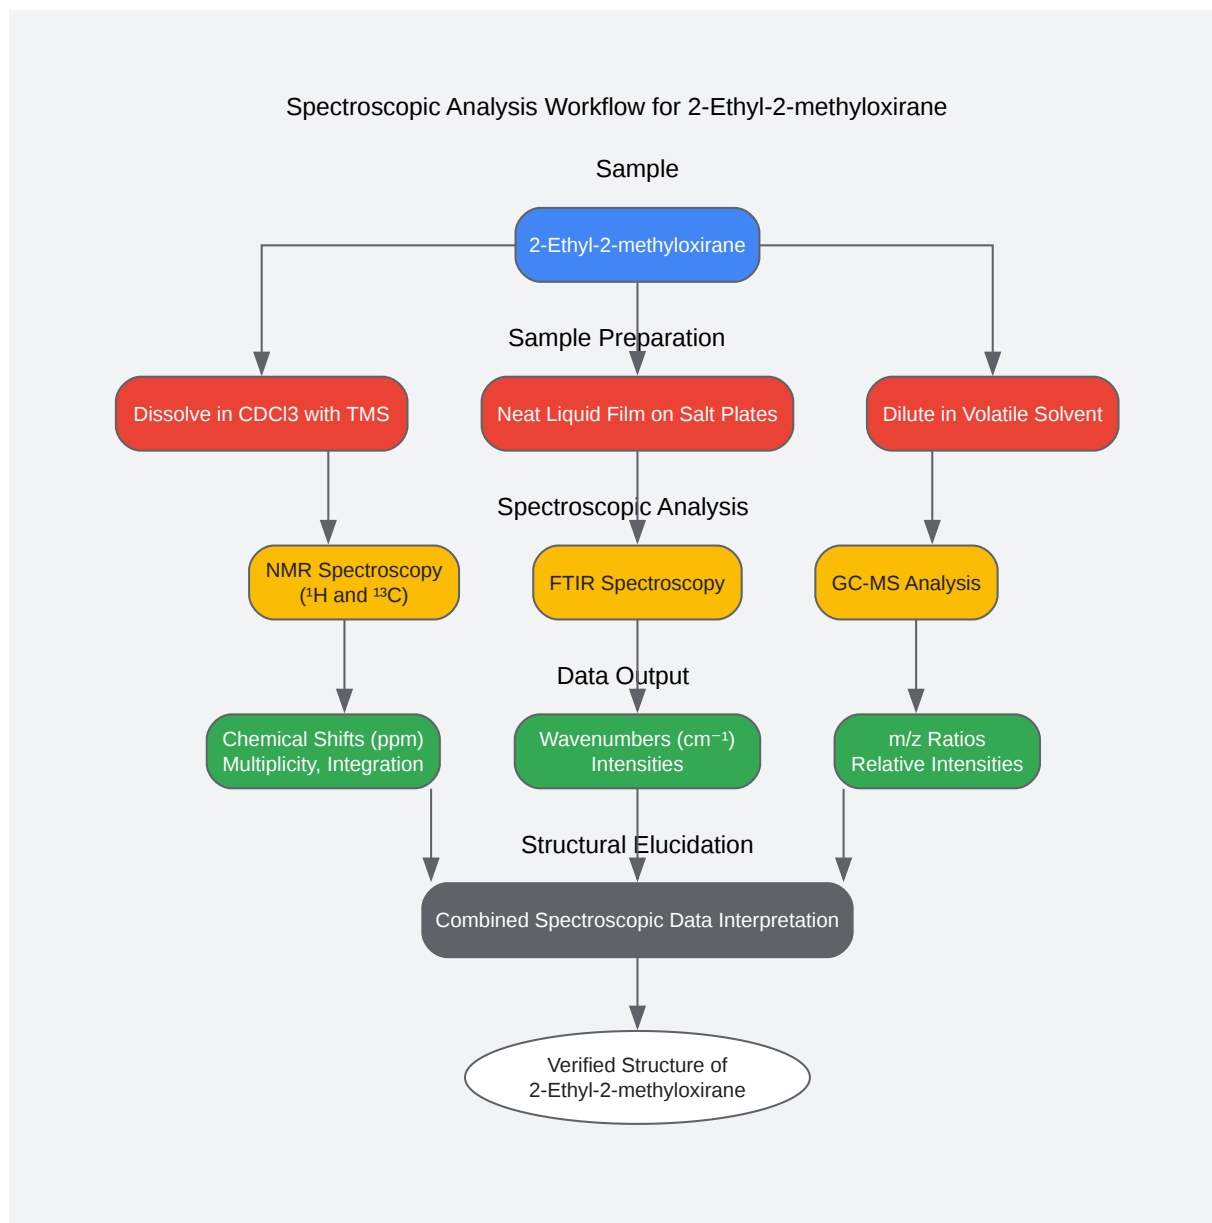 Spectroscopic Analysis Workflow for 2-Ethyl-2-methyloxirane
Sample
2-Ethyl-2-methyloxirane
Sample Preparation
Dissolve in CDCl3 with TMS
Neat Liquid Film on Salt Plates
Dilute in Volatile Solvent
Spectroscopic Analysis
NMR Spectroscopy
(¹H and ¹³C)
FTIR Spectroscopy
GC-MS Analysis
Data Output
Chemical Shifts (ppm)
Multiplicity, Integration
Wavenumbers (cm⁻¹)
Intensities
m/z Ratios
Relative Intensities
Structural Elucidation
Combined Spectroscopic Data Interpretation
Verified Structure of
2-Ethyl-2-methyloxirane